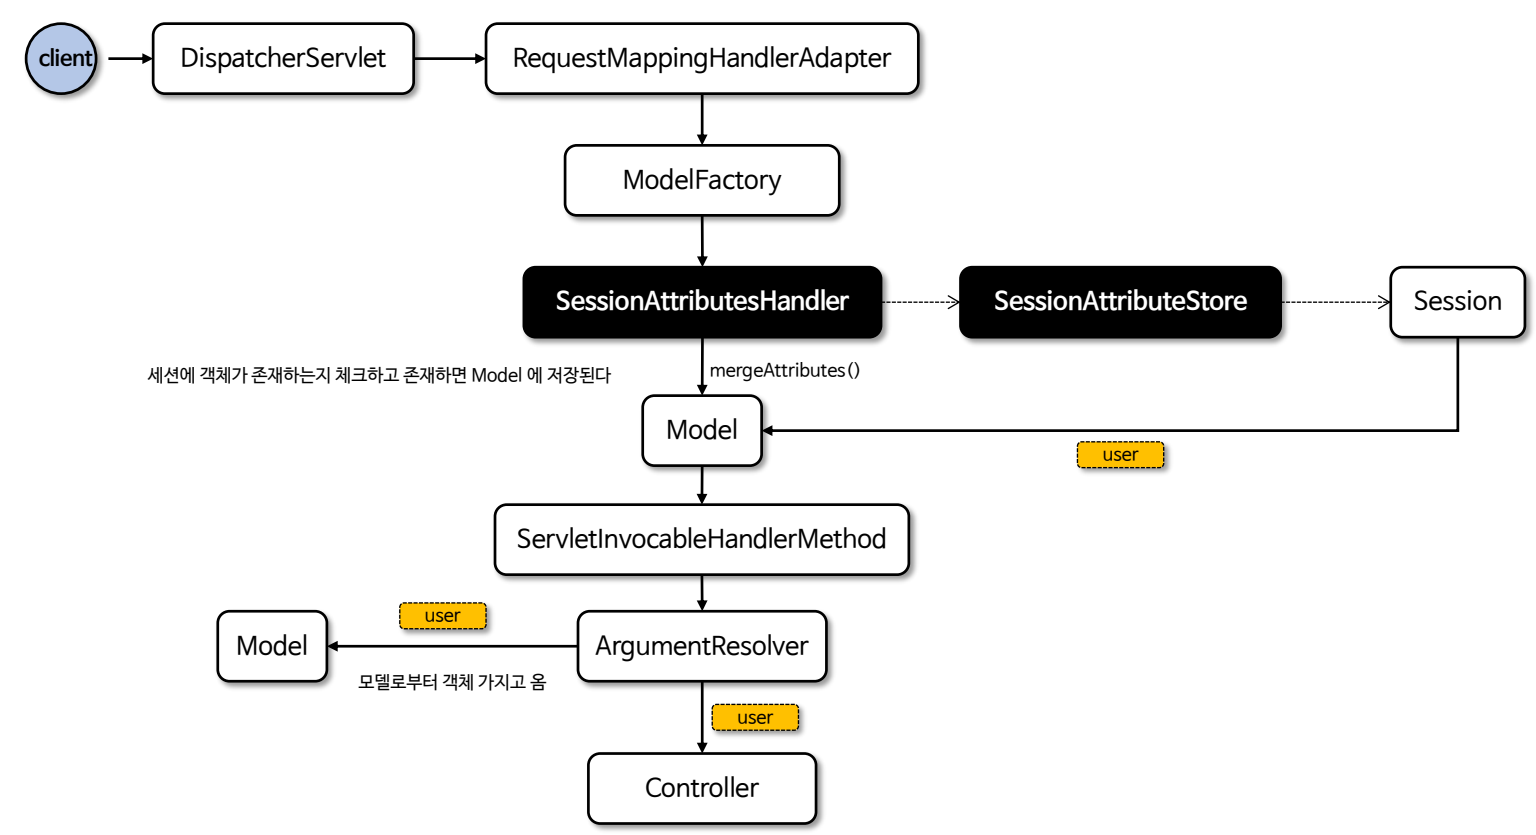 client
DispatcherServlet
RequestMappingHandlerAdapter
ModelFactory
SessionAttributesHandler
SessionAttributeStore
Session
세션에 객체가 존재하는지 체크하고 존재하면 Model 에 저장된다
mergeAttributes()
Model
user
ServletInvocableHandlerMethod
user
Model
ArgumentResolver
모델로부터 객체 가지고 옴
user
Controller